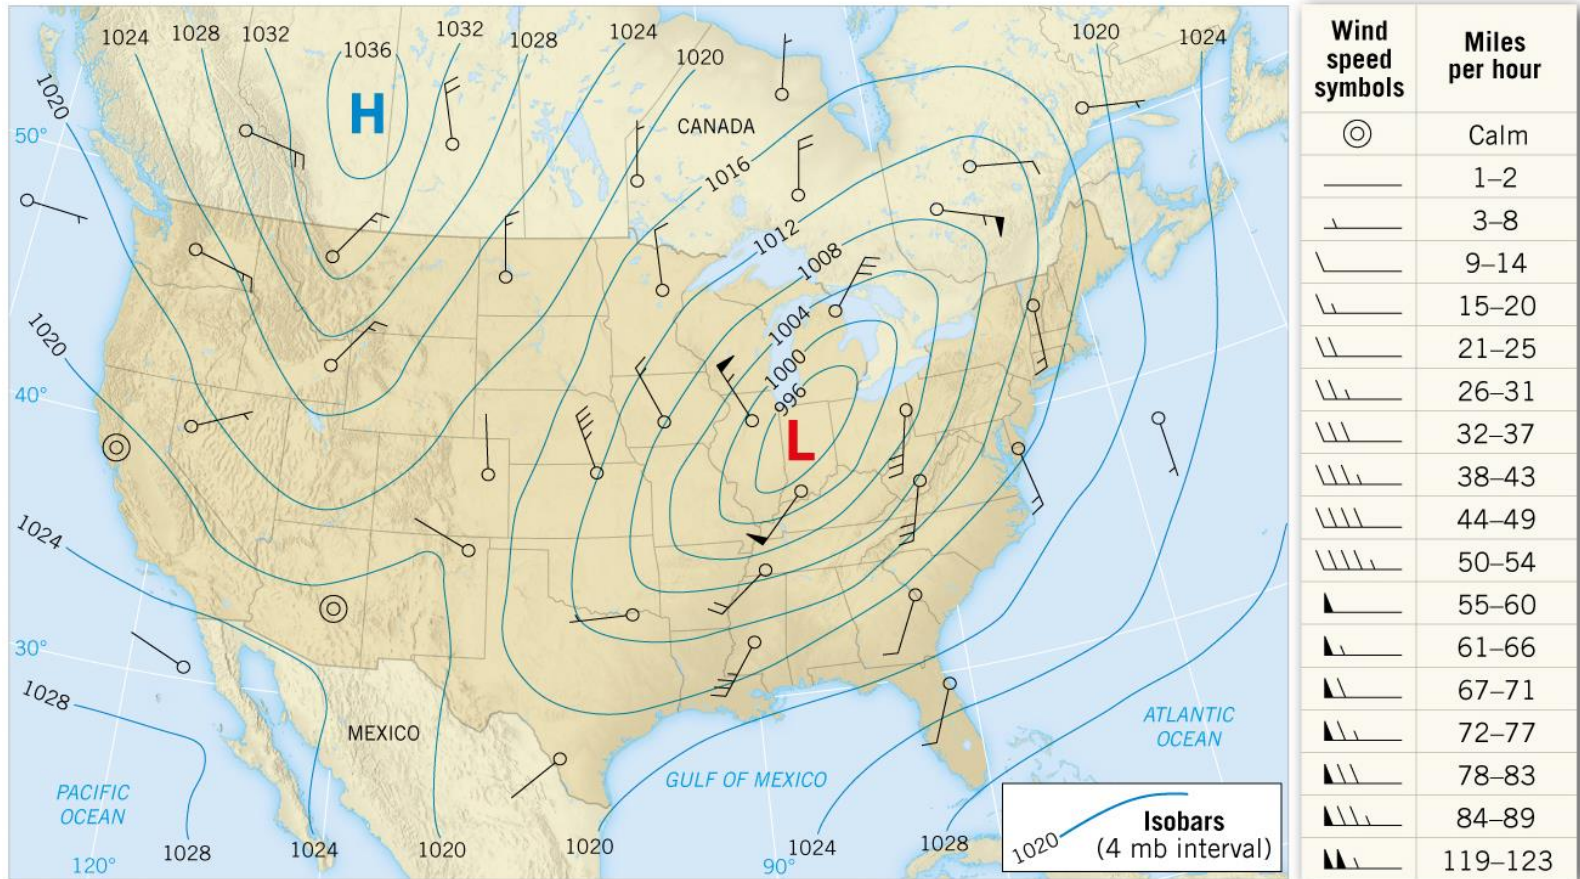 1024 1028 1032 1036 1032 1028 1024 1020 1020 1024
H
1020
50°
CANADA
1016
1012
1008
1004
1000
996
L
1020
40°
1024
30°
1028
MEXICO
PACIFIC
OCEAN
GULF OF MEXICO
ATLANTIC
OCEAN
120°
1028
1024
1020
1020
90°
1024
1028
1020
Isobars
(4 mb interval)
Wind
speed
symbols
Miles
per hour
Calm
1–2
3–8
9–14
15–20
21–25
26–31
32–37
38–43
44–49
50–54
55–60
61–66
67–71
72–77
78–83
84–89
119–123